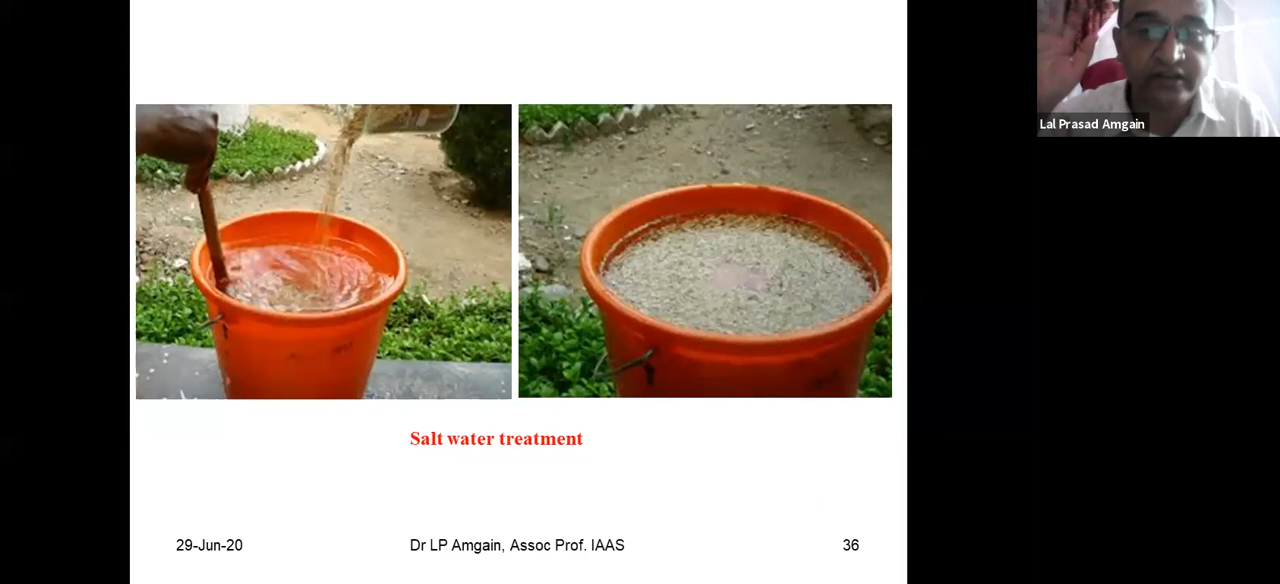 Lal Prasad Amgain
Salt water treatment
29-Jun-20
Dr LP Amgain, Assoc Prof. IAAS
36